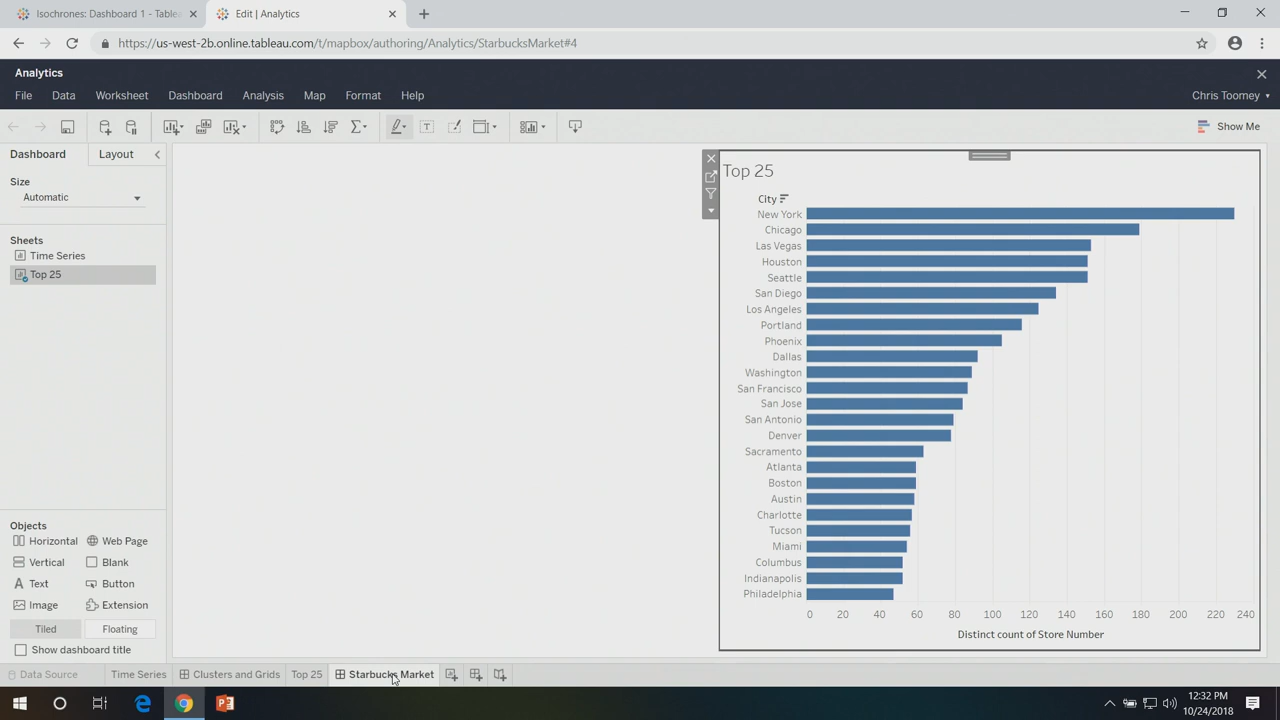 Isochrones: Dashboard 1 - Tablea
Edit | Analytics
https://us-west-2b.online.tableau.com/t/mapbox/authoring/Analytics/StarbucksMarket#4
Analytics
File Data Worksheet Dashboard Analysis Map Format Help
Chris Toomey
Show Me
Dashboard Layout
Size
Automatic
Sheets
Time Series
Top 25
Top 25
City
New York
Chicago
Las Vegas
Houston
Seattle
San Diego
Los Angeles
Portland
Phoenix
Dallas
Washington
San Francisco
San Jose
San Antonio
Denver
Sacramento
Atlanta
Boston
Austin
Charlotte
Tucson
Miami
Columbus
Indianapolis
Philadelphia
0 20 40 60 80 100 120 140 160 180 200 220 240
Distinct count of Store Number
Objects
Horizontal Web Page
Vertical Blank
A Text Button
Image Extension
Tiled Floating
Show dashboard title
Data Source Time Series Clusters and Grids Top 25 Starbucks Market
12:32 PM
10/24/2018